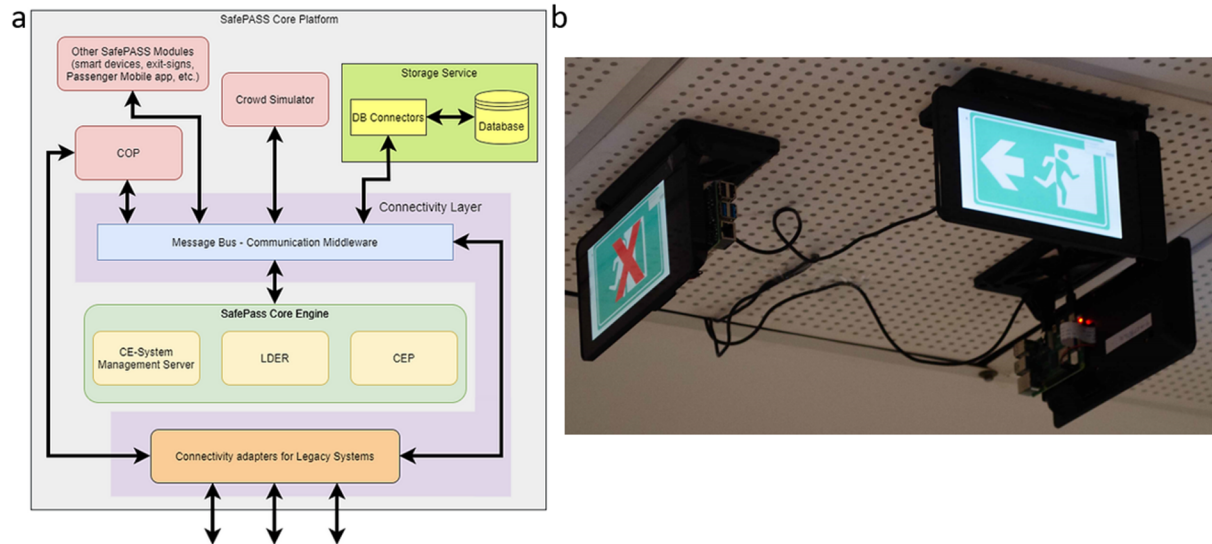 a
b
SafePASS Core Platform
Other SafePASS Modules
(smart devices, exit-signs,
Passenger Mobile app, etc.)
Crowd Simulator
Storage Service
DB Connectors
Database
COP
Connectivity Layer
Message Bus - Communication Middleware
SafePass Core Engine
CE-System
Management Server
LDER
CEP
Connectivity adapters for Legacy Systems